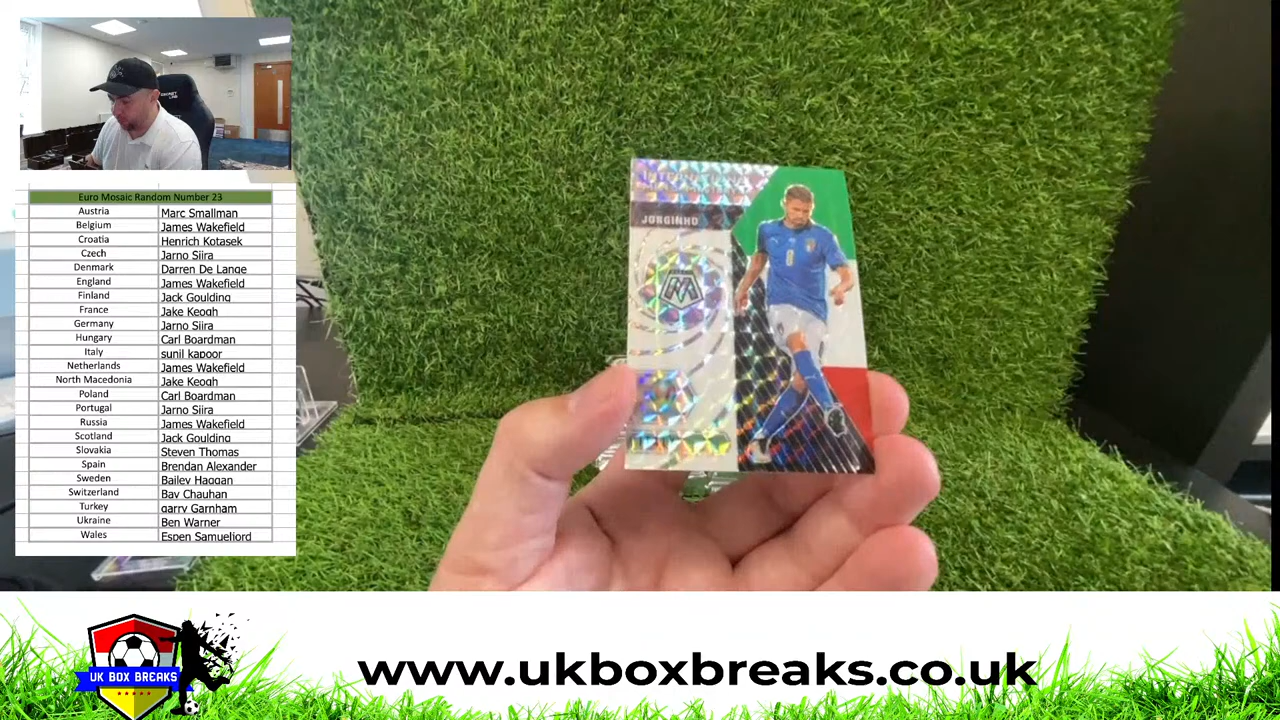 Euro Mosaic Random Number 23
Austria Marc Smallman
Belgium James Wakefield
Croatia Henrich Kotasek
Czech Jarno Siira
Denmark Darren De Lange
England James Wakefield
Finland Jack Goulding
France Jake Keogh
Germany Jarno Siira
Hungary Carl Boardman
Italy sunil kapoor
Netherlands James Wakefield
North Macedonia Jake Keogh
Poland Carl Boardman
Portugal Jarno Siira
Russia James Wakefield
Scotland Jack Goulding
Slovakia Steven Thomas
Spain Brendan Alexander
Sweden Bailey Haggan
Switzerland Bav Chauhan
Turkey garry Garnham
Ukraine Ben Warner
Wales Espen Samueljord
JORGINHO
8
UK BOX BREAKS
www.ukboxbreaks.co.uk